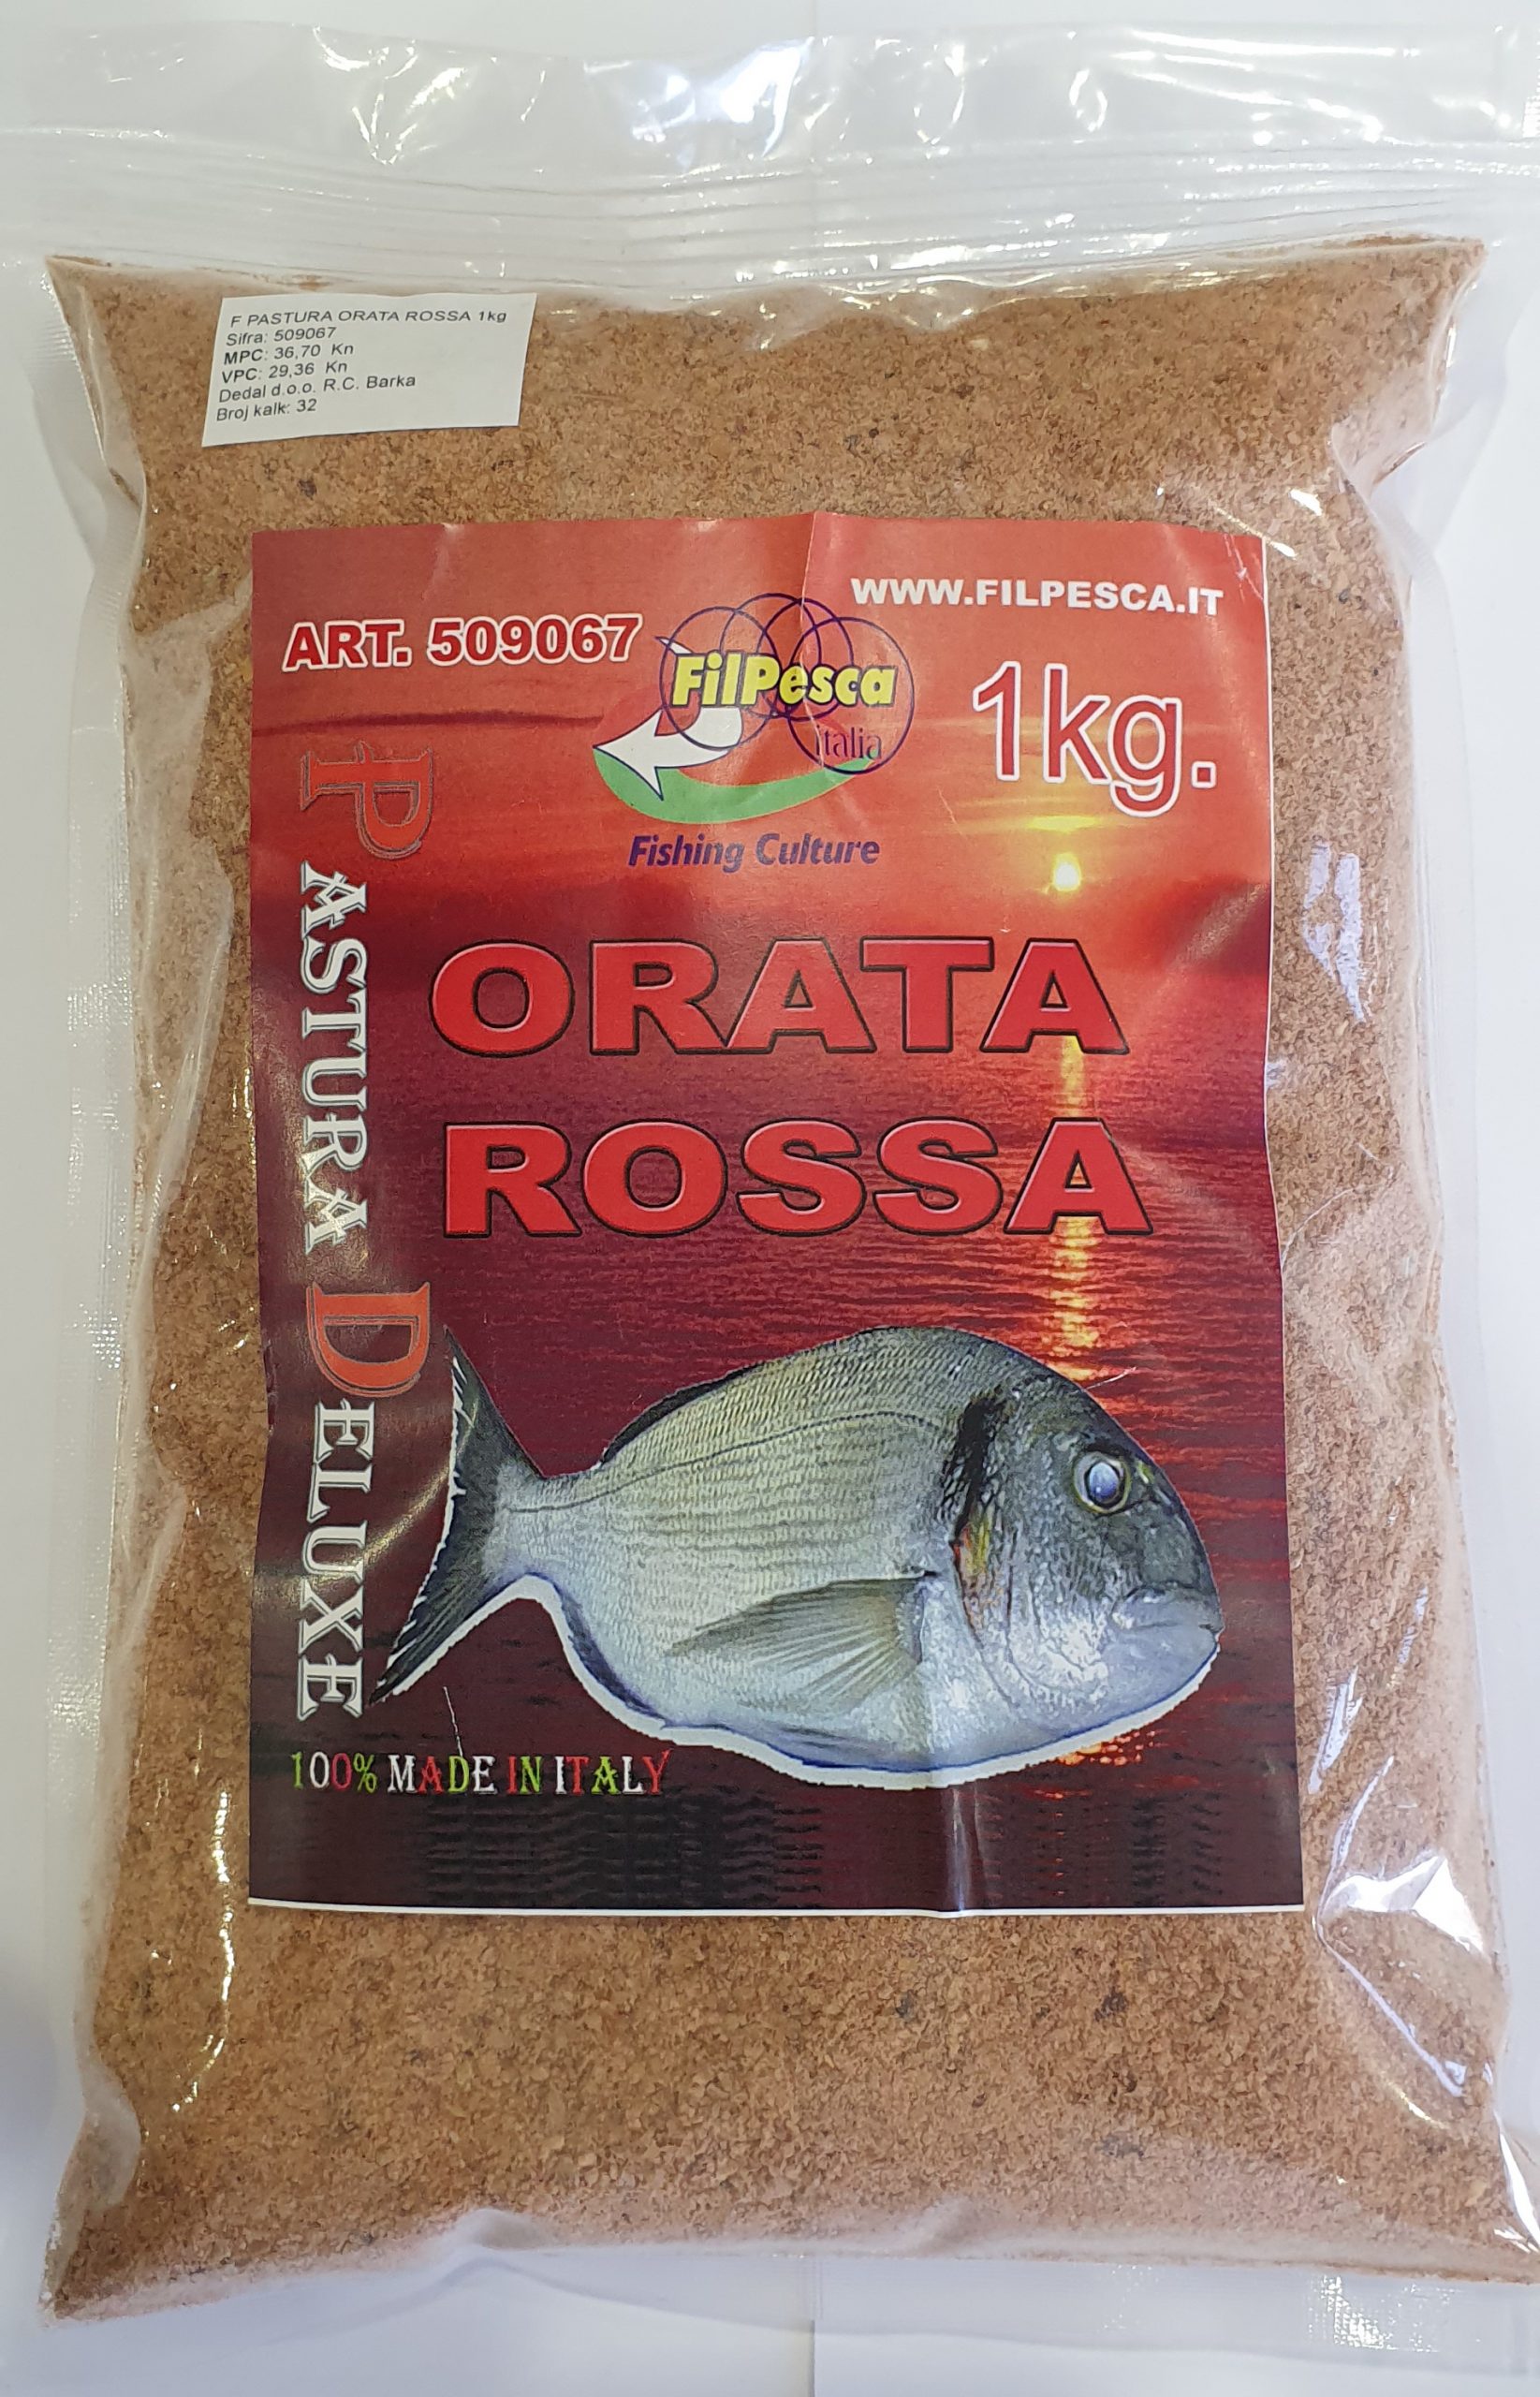 F PASTURA ORATA ROSSA 1kg
Sifra: 509067
MPC: 36,70 Kn
VPC: 29,36 Kn
Dedal d.o.o. R.C. Barka
Broj kalk: 32
WWW.FILPESCA.IT
ART. 509067
FilPesca
italia
1kg.
Fishing Culture
PASTURA DELUXE
ORATA
ROSSA
100% MADE IN ITALY